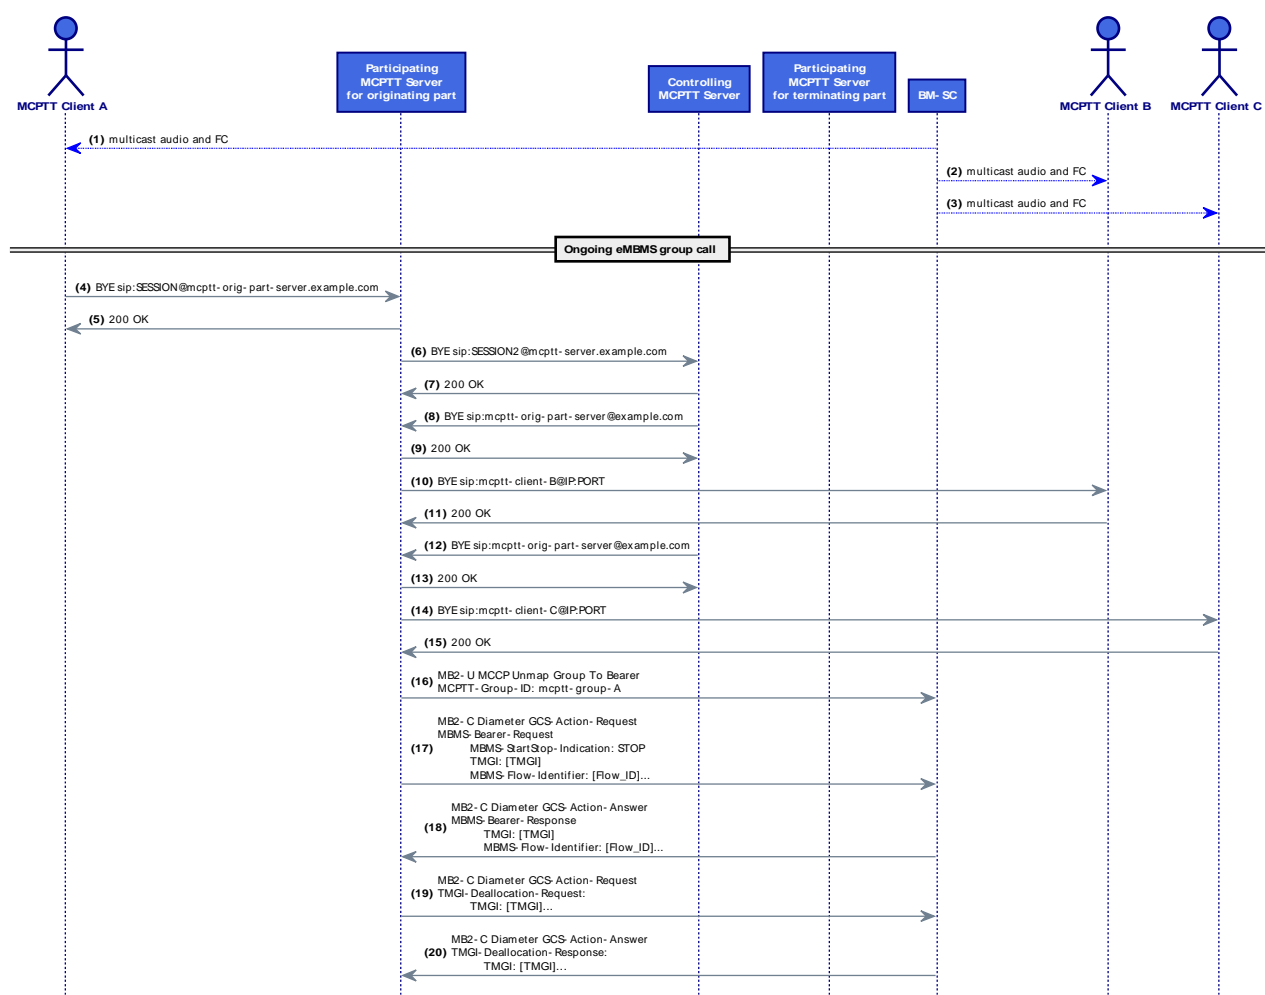 MCPTT Client A
Participating
MCPTT Server
for originating part
Controlling
MCPTT Server
Participating
MCPTT Server
for terminating part
BM-SC
MCPTT Client B
MCPTT Client C
(1) multicast audio and FC
(2) multicast audio and FC
(3) multicast audio and FC
Ongoing eMBMS group call
(4) BYE sip:SESSION@mcptt-orig-part-server.example.com
(5) 200 OK
(6) BYE sip:SESSION2@mcptt-server.example.com
(7) 200 OK
(8) BYE sip:mcptt-orig-part-server@example.com
(9) 200 OK
(10) BYE sip:mcptt-client-B@IP:PORT
(11) 200 OK
(12) BYE sip:mcptt-orig-part-server@example.com
(13) 200 OK
(14) BYE sip:mcptt-client-C@IP:PORT
(15) 200 OK
(16) MB2-U MCCP Unmap Group To Bearer
MCPTT-Group-ID: mcptt-group-A
MB2-C Diameter GCS-Action-Request
MBMS-Bearer-Request
(17) MBMS-StartStop-Indication: STOP
TMGI: [TMGI]
MBMS-Flow-Identifier: [Flow_ID]...
MB2-C Diameter GCS-Action-Answer
MBMS-Bearer-Response
(18) TMGI: [TMGI]
MBMS-Flow-Identifier: [Flow_ID]...
MB2-C Diameter GCS-Action-Request
(19) TMGI-Deallocation-Request:
TMGI: [TMGI]...
MB2-C Diameter GCS-Action-Answer
(20) TMGI-Deallocation-Response:
TMGI: [TMGI]...